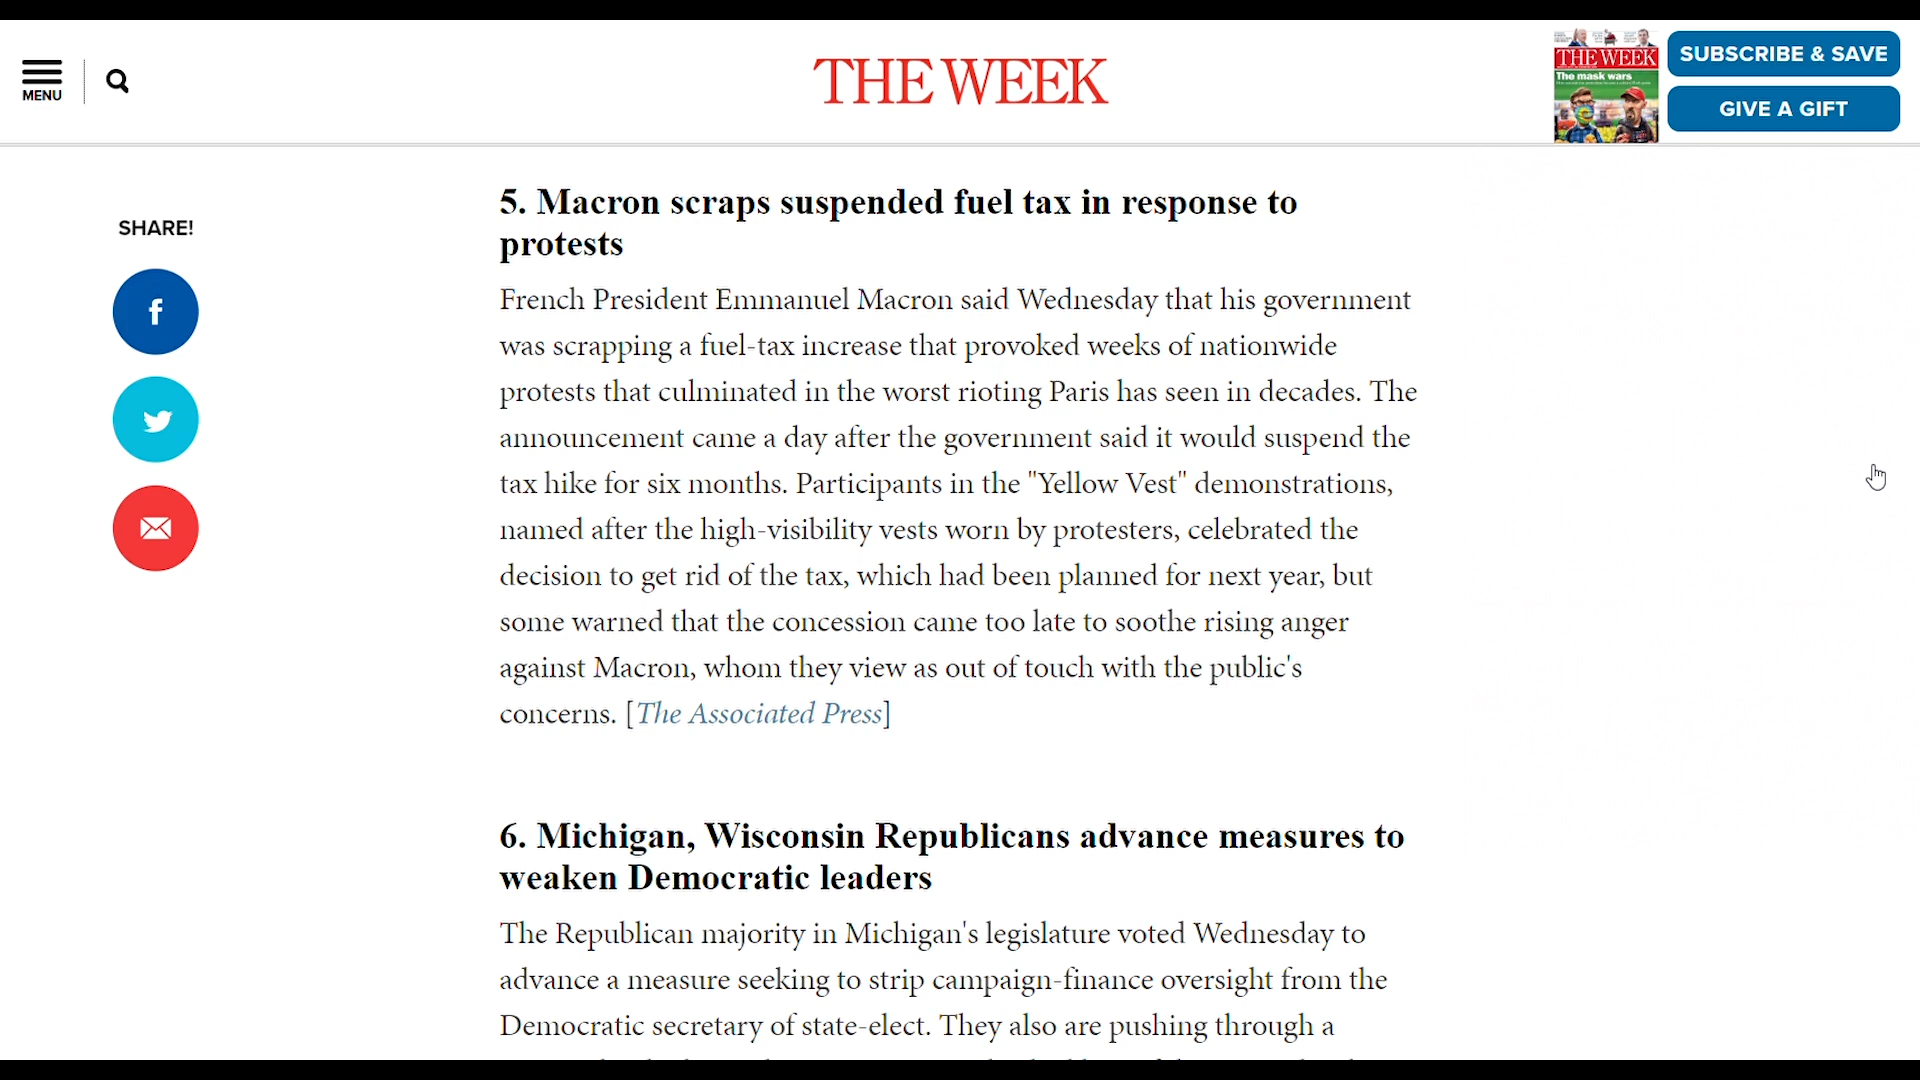 MENU
THE WEEK
THE WEEK
The mask wars
SUBSCRIBE & SAVE
GIVE A GIFT
SHARE!
5. Macron scraps suspended fuel tax in response to
protests
French President Emmanuel Macron said Wednesday that his government
was scrapping a fuel-tax increase that provoked weeks of nationwide
protests that culminated in the worst rioting Paris has seen in decades. The
announcement came a day after the government said it would suspend the
tax hike for six months. Participants in the "Yellow Vest" demonstrations,
named after the high-visibility vests worn by protesters, celebrated the
decision to get rid of the tax, which had been planned for next year, but
some warned that the concession came too late to soothe rising anger
against Macron, whom they view as out of touch with the public's
concerns. [The Associated Press]
6. Michigan, Wisconsin Republicans advance measures to
weaken Democratic leaders
The Republican majority in Michigan's legislature voted Wednesday to
advance a measure seeking to strip campaign-finance oversight from the
Democratic secretary of state-elect. They also are pushing through a